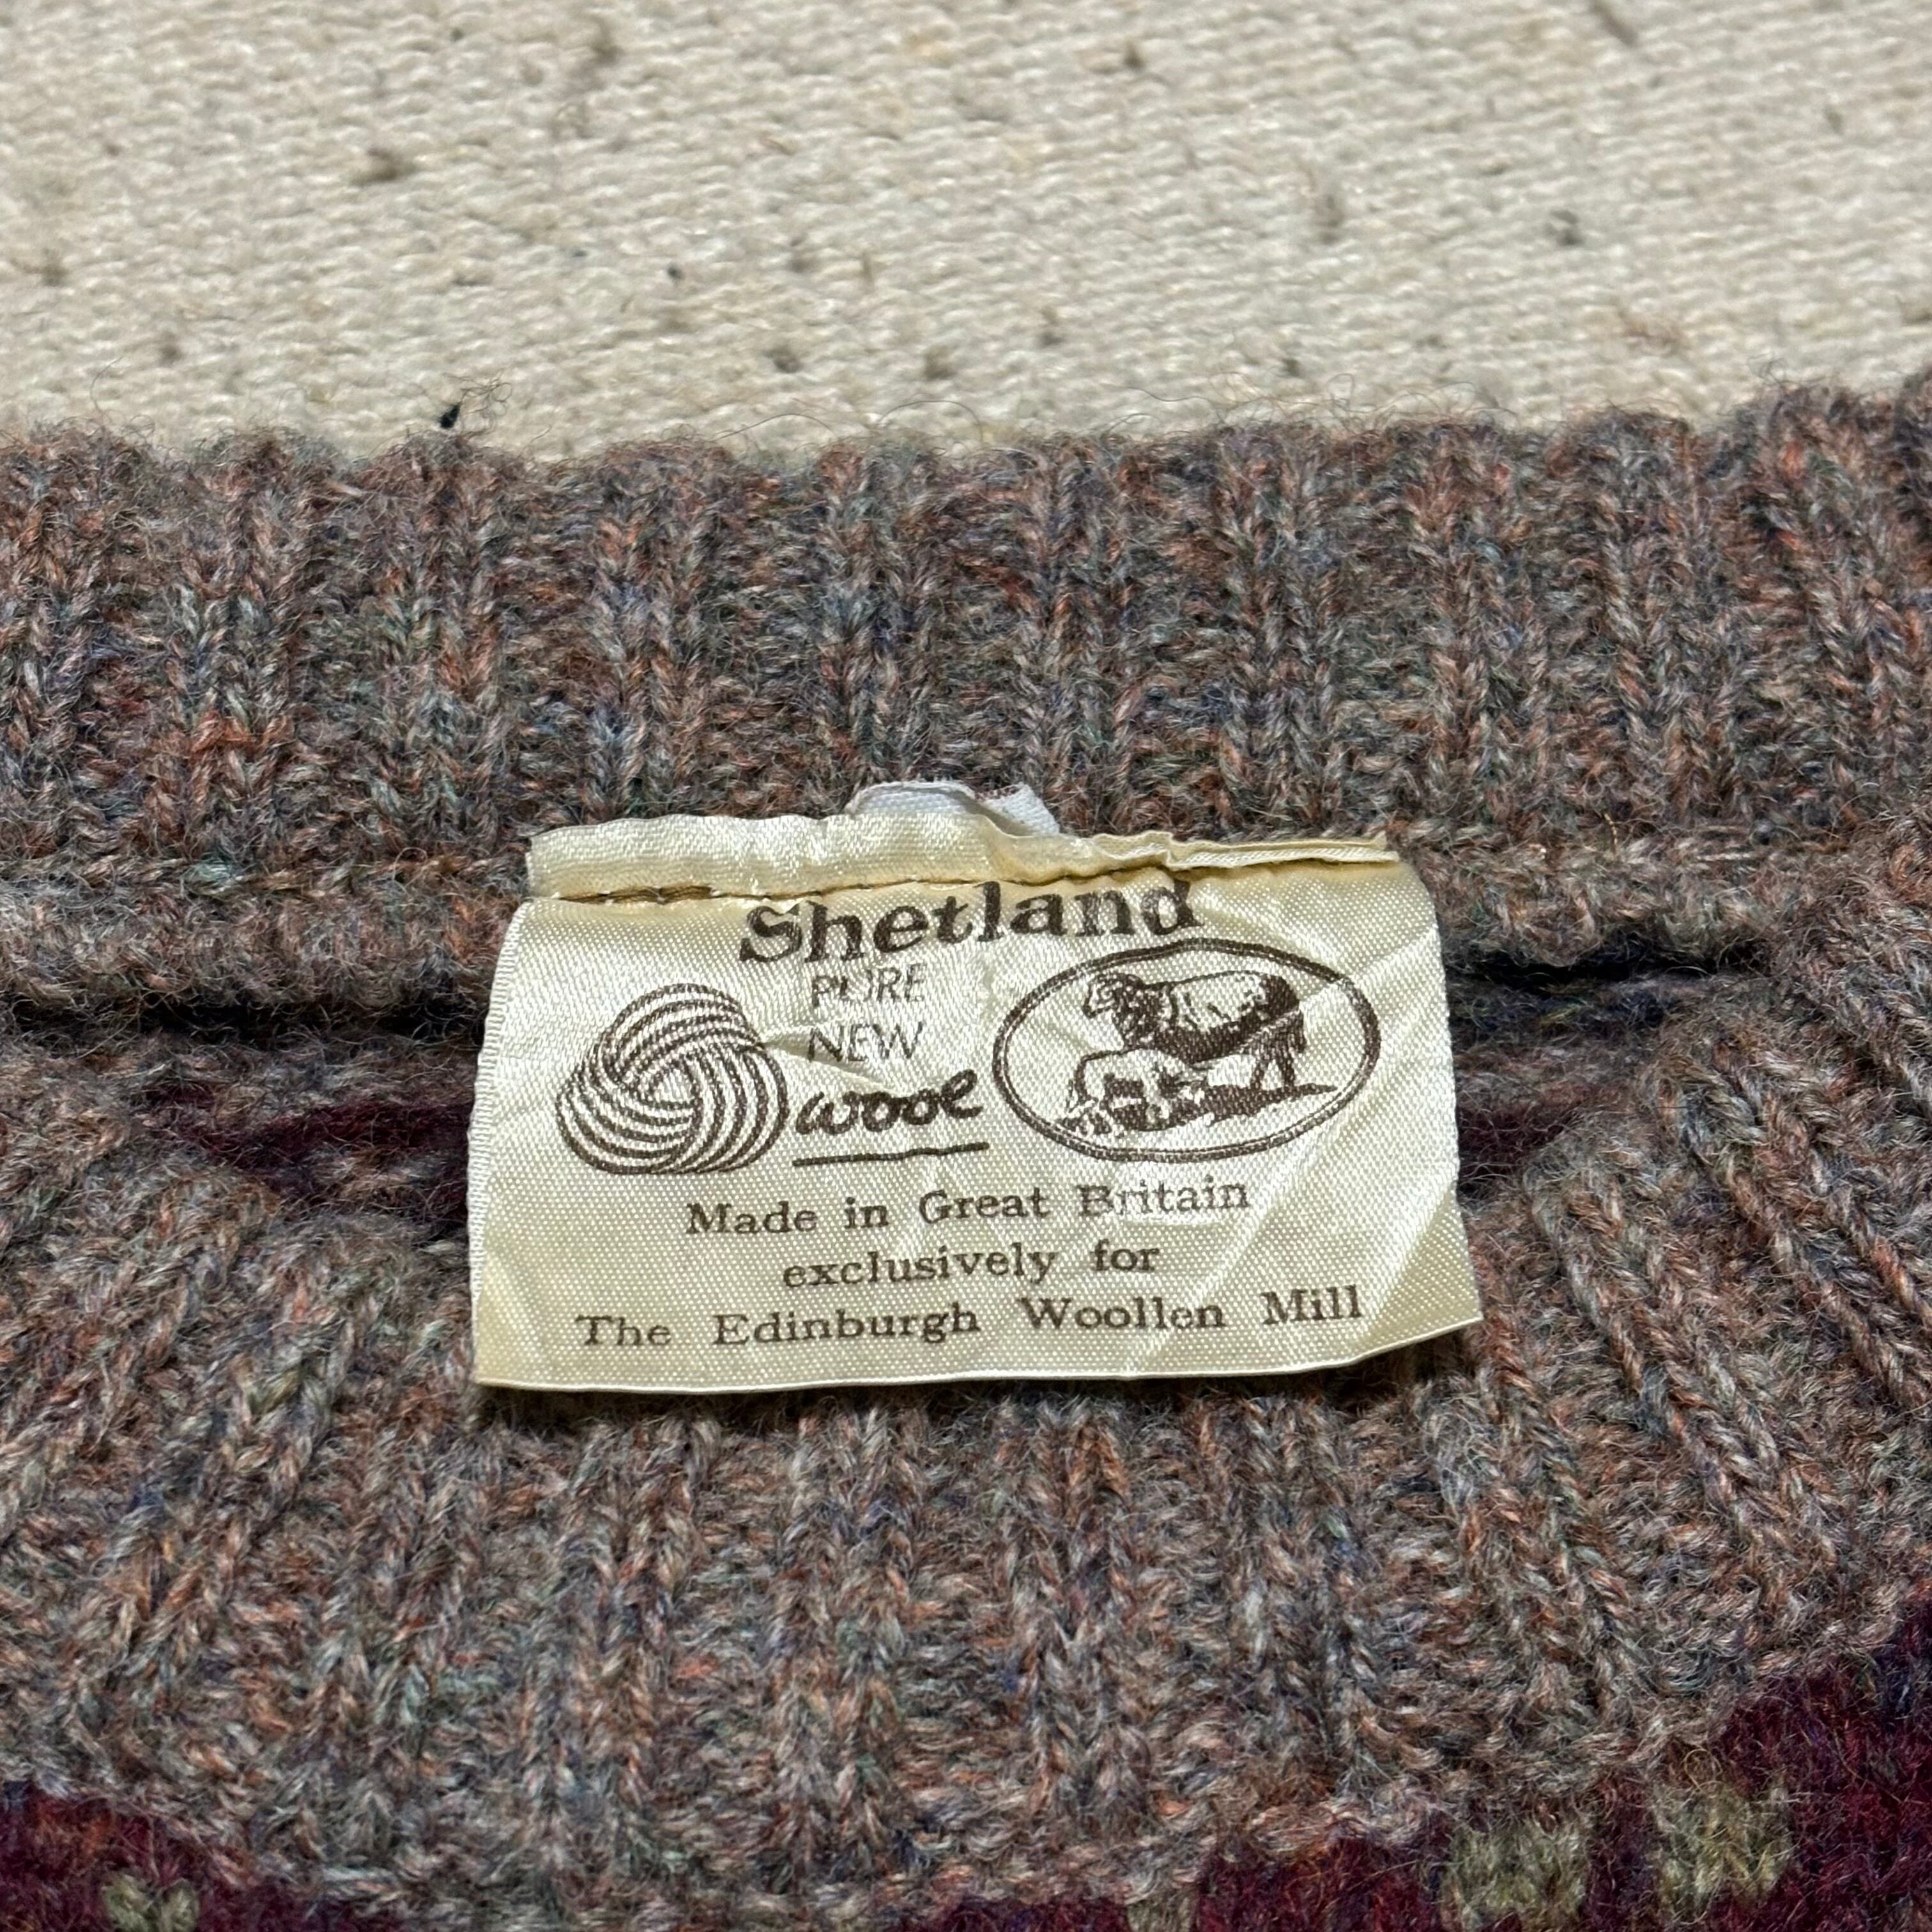 Shetland
PURE
NEW
wool
Made in Great Britain
exclusively for
The Edinburgh Woollen Mill